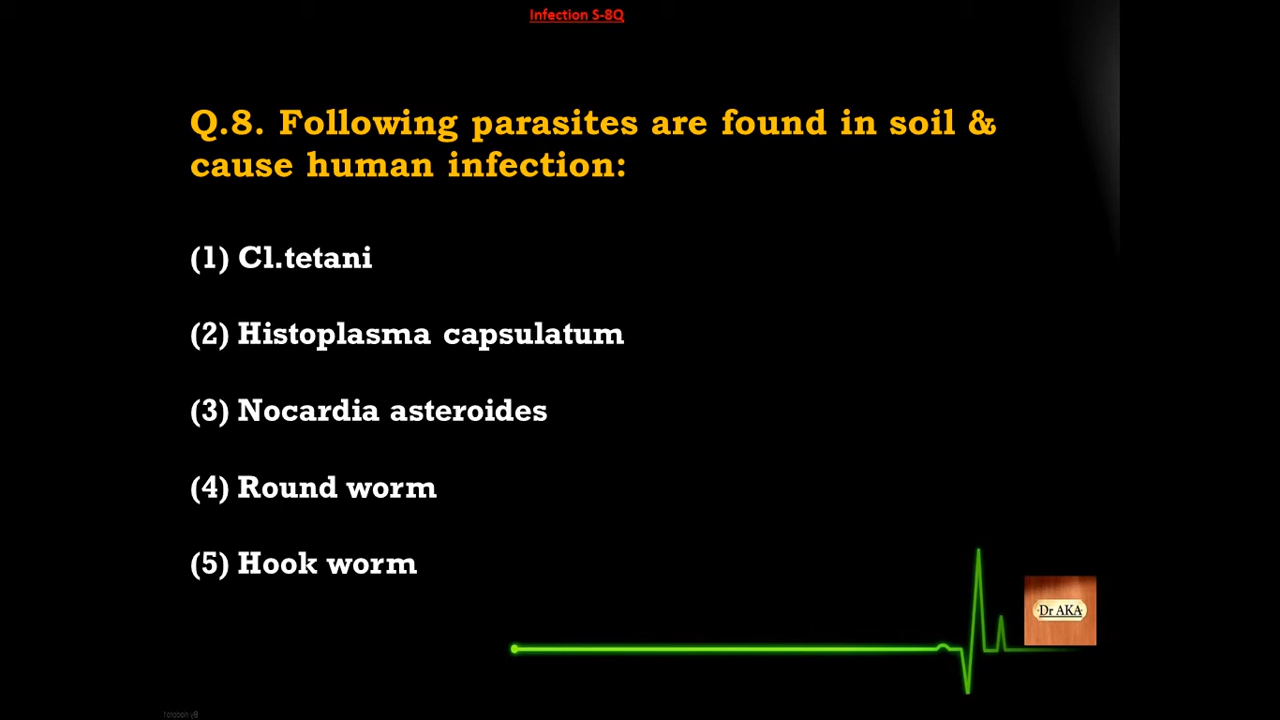 Infection S-8Q
Q.8. Following parasites are found in soil &
cause human infection:
(1) Cl.tetani
(2) Histoplasma capsulatum
(3) Nocardia asteroides
(4) Round worm
(5) Hook worm
Dr AKA